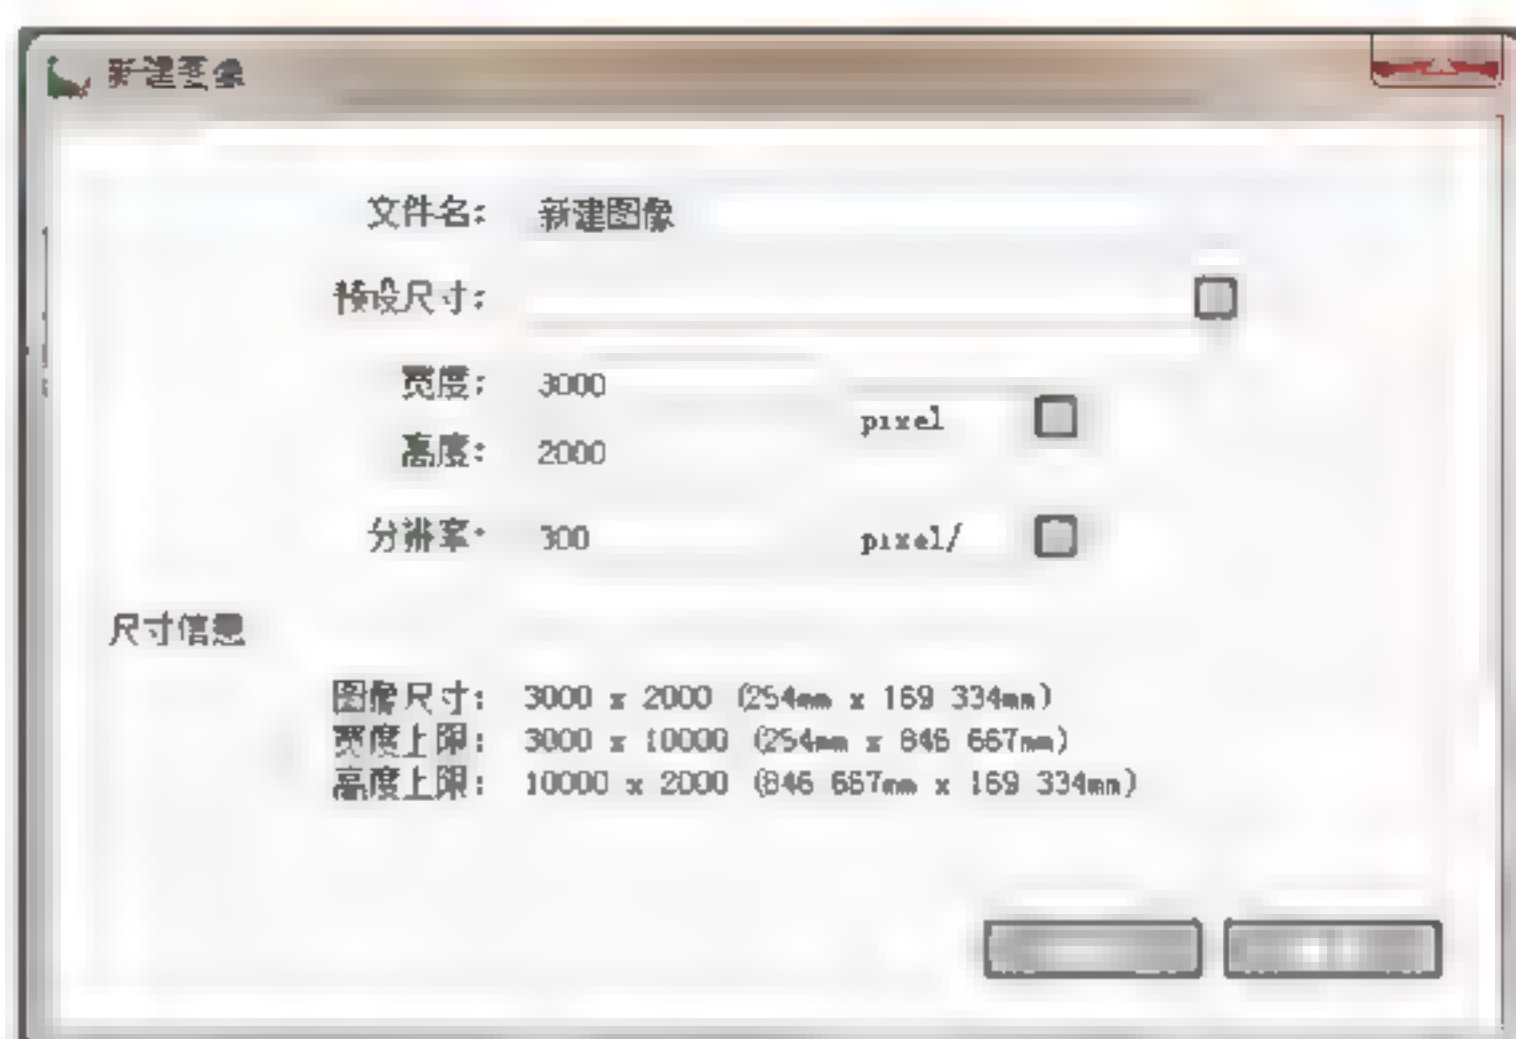 新建图像
文件名: 新建图像
预设尺寸:
宽度: 3000
pixel
高度: 2000
分辨率: 300 pixel/
尺寸信息
图像尺寸: 3000 x 2000 (254mm x 169 334mm)
宽度上限: 3000 x 10000 (254mm x 846 667mm)
高度上限: 10000 x 2000 (846 667mm x 169 334mm)